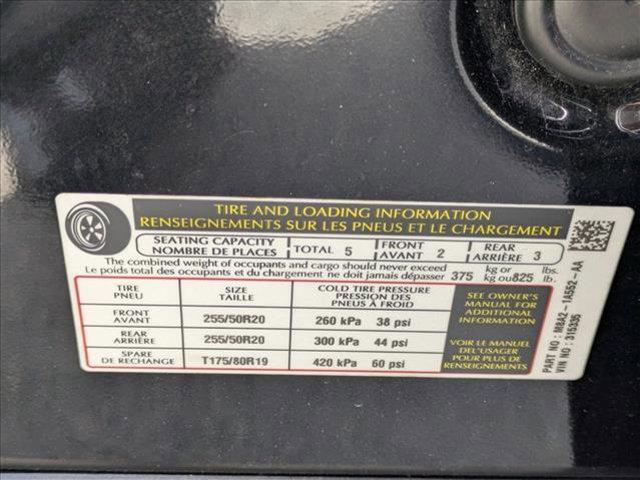 TIRE AND LOADING INFORMATION
RENSEIGNEMENTS SUR LES PNEUS ET LE CHARGEMENT
SEATING CAPACITY
NOMBRE DE PLACES
TOTAL 5
FRONT
AVANT 2
REAR
ARRIÈRE 3
The combined weight of occupants and cargo should never exceed
Le poids total des occupants et du chargement ne doit jamais dépasser
375 kg or
kg ou 825 lbs.
lb.
TIRE
PNEU
SIZE
TAILLE
COLD TIRE PRESSURE
PRESSION DES
PNEUS À FROID
FRONT
AVANT
255/50R20
260 kPa 38 psi
REAR
ARRIÈRE
255/50R20
300 kPa 44 psi
SPARE
DE RECHANGE
T175/80R19
420 kPa 60 psi
SEE OWNER'S
MANUAL FOR
ADDITIONAL
INFORMATION
VOIR LE MANUEL
DEL'USAGER
POUR PLUS DE
RENSEIGNEMENTS
PART NO : M8A2-1A552-AA
VIN NO : 315335